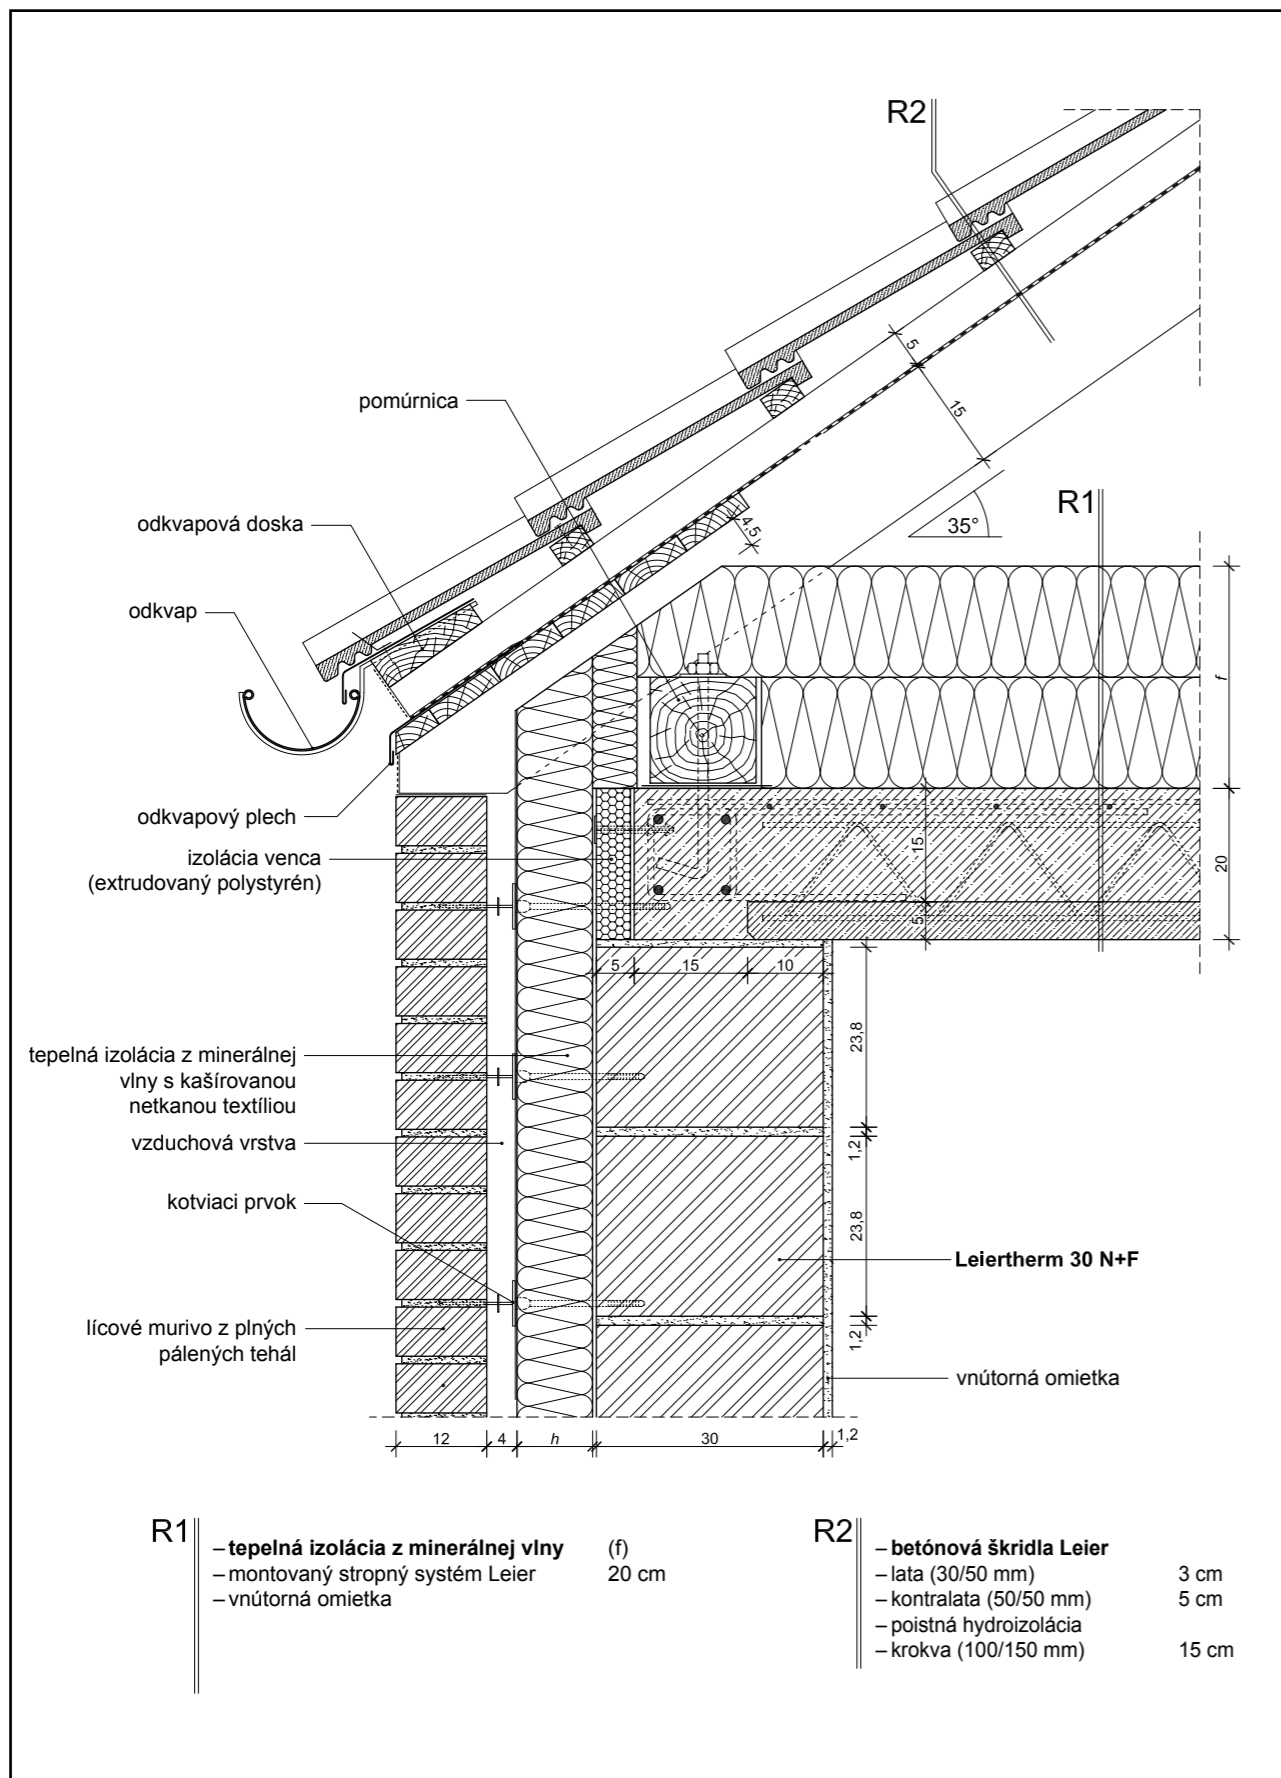 R2
5
15
pomúrnica
4,5
R1
35°
odkvapová doska
odkvap
f
odkvapový plech
izolácia venca
(extrudovaný polystyrén)
15
20
5
5
15
10
23,8
tepelná izolácia z minerálnej
vlny s kašírovanou
netkanou textíliou
vzduchová vrstva
1,2
kotviaci prvok
23,8
Leiertherm 30 N+F
lícové murivo z plných
pálených tehál
1,2
vnútorná omietka
12
4
h
30
1,2
R1
– tepelná izolácia z minerálnej vlny (f)
– montovaný stropný systém Leier 20 cm
– vnútorná omietka
R2
– betónová škridla Leier
– lata (30/50 mm) 3 cm
– kontralata (50/50 mm) 5 cm
– poistná hydroizolácia
– krokva (100/150 mm) 15 cm